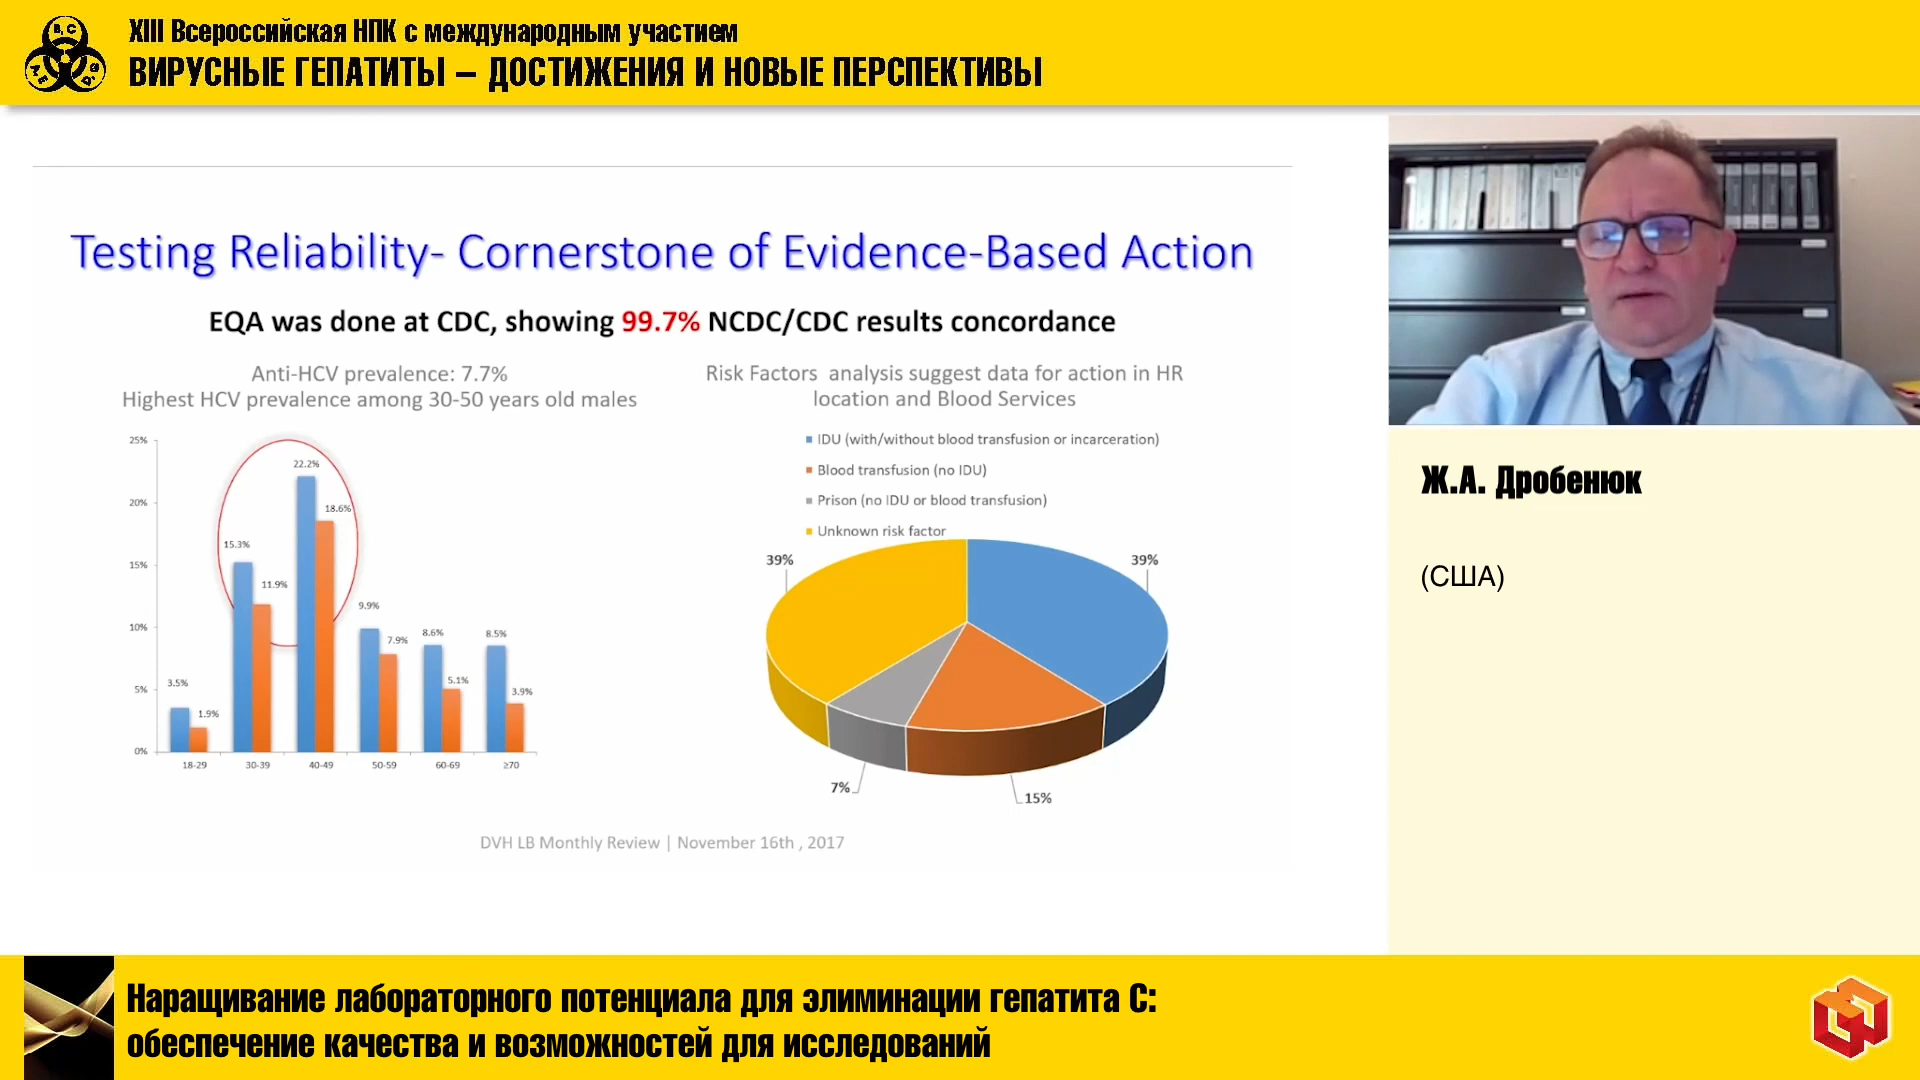 XIII Всероссийская НПК с международным участием
ВИРУСНЫЕ ГЕПАТИТЫ – ДОСТИЖЕНИЯ И НОВЫЕ ПЕРСПЕКТИВЫ
B, C
Testing Reliability- Cornerstone of Evidence-Based Action
EQA was done at CDC, showing 99.7% NCDC/CDC results concordance
Anti-HCV prevalence: 7.7%
Highest HCV prevalence among 30-50 years old males
25%
20%
15%
10%
5%
0%
3.5%
1.9%
15.3%
11.9%
22.2%
18.6%
9.9%
7.9%
8.6%
5.1%
8.5%
3.9%
18-29
30-39
40-49
50-59
60-69
≥70
Risk Factors analysis suggest data for action in HR
location and Blood Services
IDU (with/without blood transfusion or incarceration)
Blood transfusion (no IDU)
Prison (no IDU or blood transfusion)
Unknown risk factor
39%
39%
7%
15%
DVH LB Monthly Review | November 16th , 2017
Ж.А. Дробенюк
(США)
Наращивание лабораторного потенциала для элиминации гепатита С:
обеспечение качества и возможностей для исследований